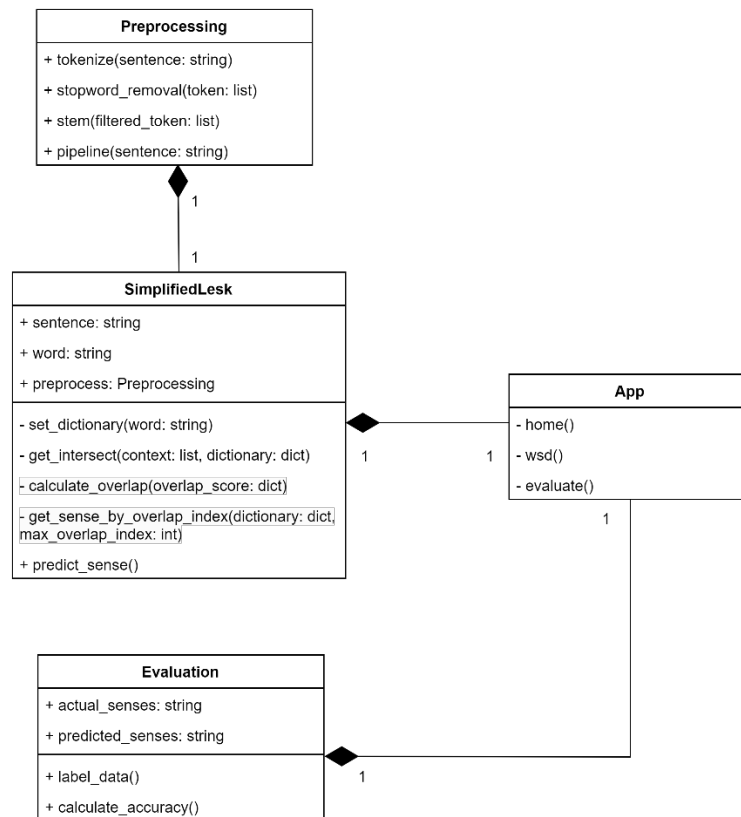 Preprocessing
+ tokenize(sentence: string)
+ stopword_removal(token: list)
+ stem(filtered_token: list)
+ pipeline(sentence: string)
1
1
SimplifiedLesk
+ sentence: string
+ word: string
+ preprocess: Preprocessing
- set_dictionary(word: string)
- get_intersect(context: list, dictionary: dict)
- calculate_overlap(overlap_score: dict)
- get_sense_by_overlap_index(dictionary: dict,
max_overlap_index: int)
+ predict_sense()
1
1
App
- home()
- wsd()
- evaluate()
1
Evaluation
+ actual_senses: string
+ predicted_senses: string
+ label_data()
+ calculate_accuracy()
1